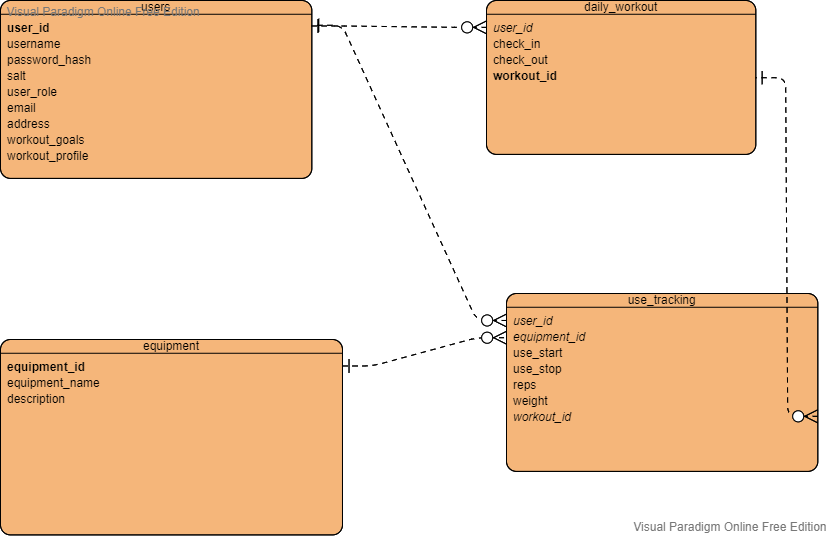 users
Visual Paradigm Online Free Edition
user_id
username
password_hash
salt
user_role
email
address
workout_goals
workout_profile
daily_workout
user_id
check_in
check_out
workout_id
equipment
equipment_id
equipment_name
description
use_tracking
user_id
equipment_id
use_start
use_stop
reps
weight
workout_id
Visual Paradigm Online Free Edition